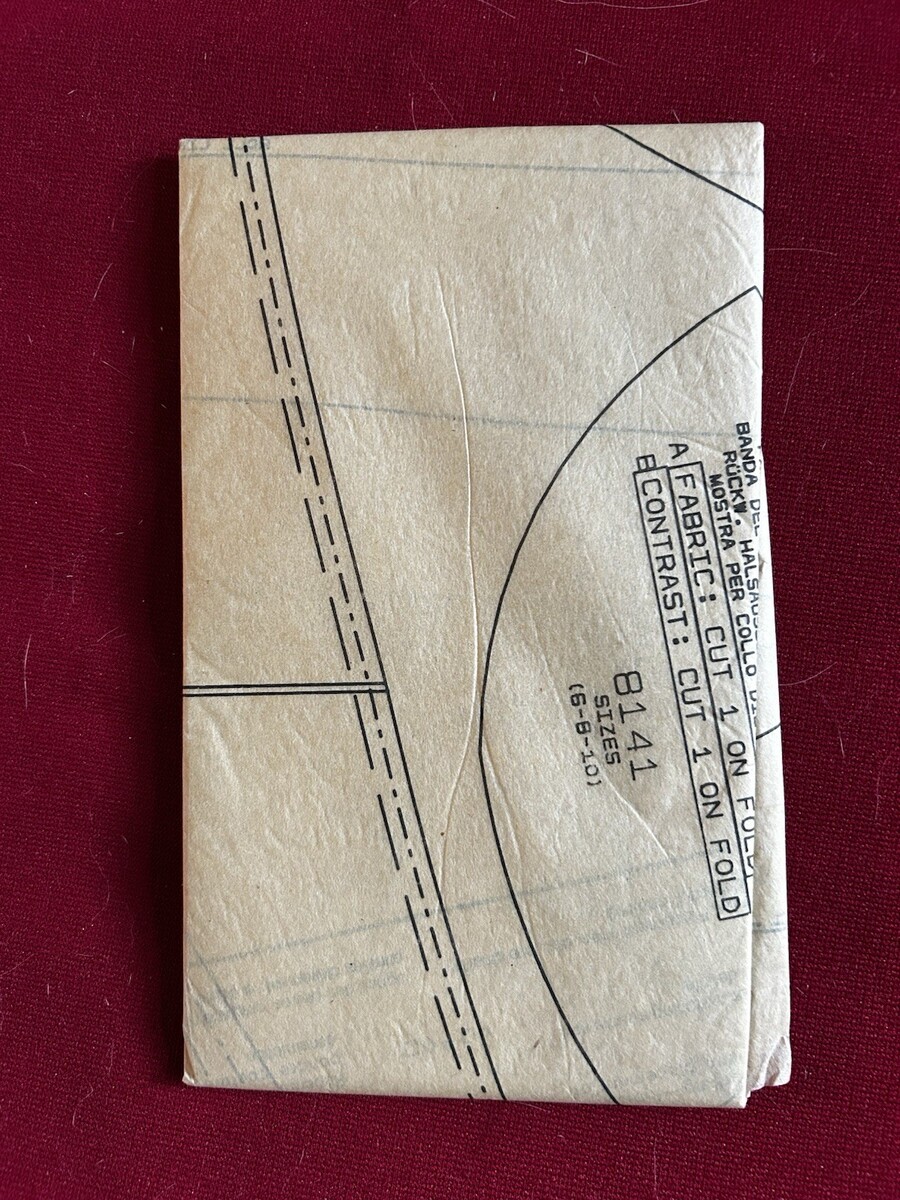 BANDA DEL
RÜCKW. HALSAUS
MOSTRA PER COLLO
A FABRIC: CUT 1 ON FOLD
B CONTRAST: CUT 1 ON FOLD
8141
SIZES
(6-8-10)